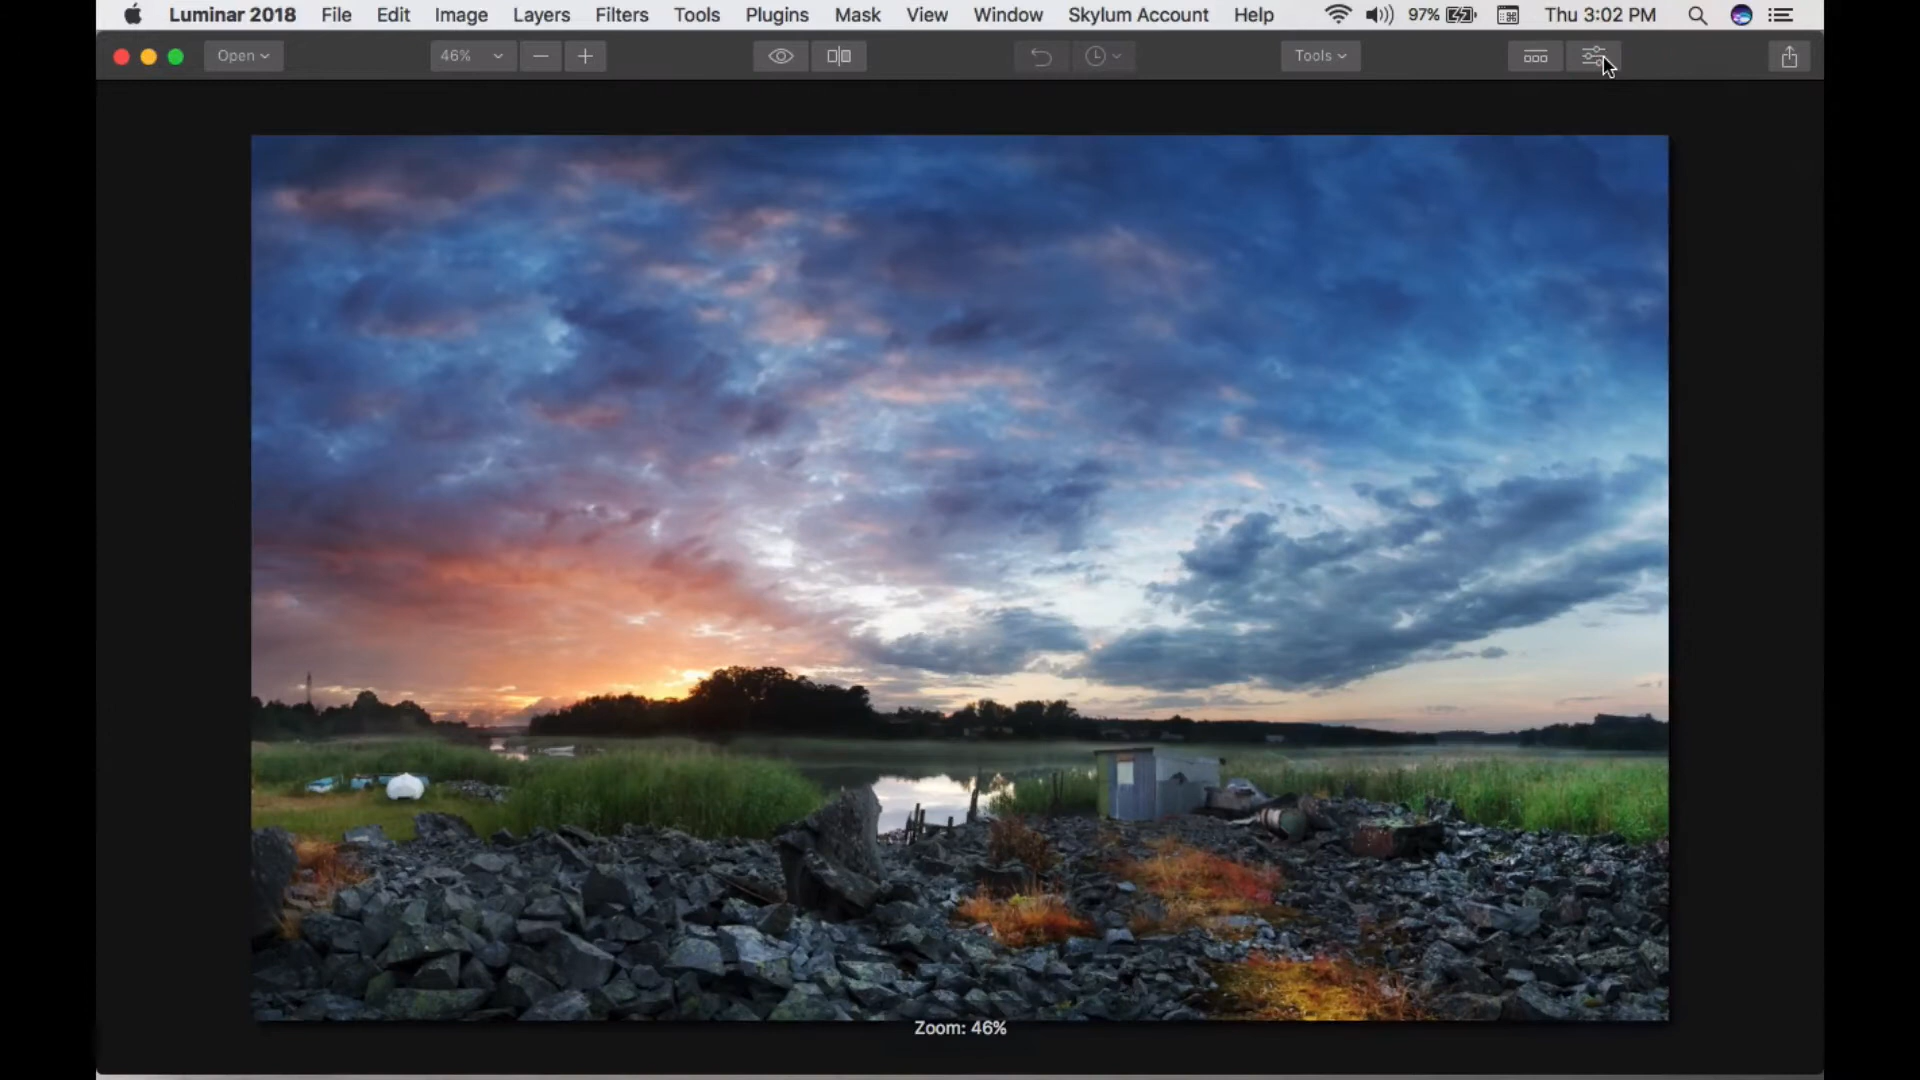 Luminar 2018 File Edit Image Layers Filters Tools Plugins Mask View Window Skylum Account Help 97% Thu 3:02 PM
Open 46% Tools
Zoom: 46%